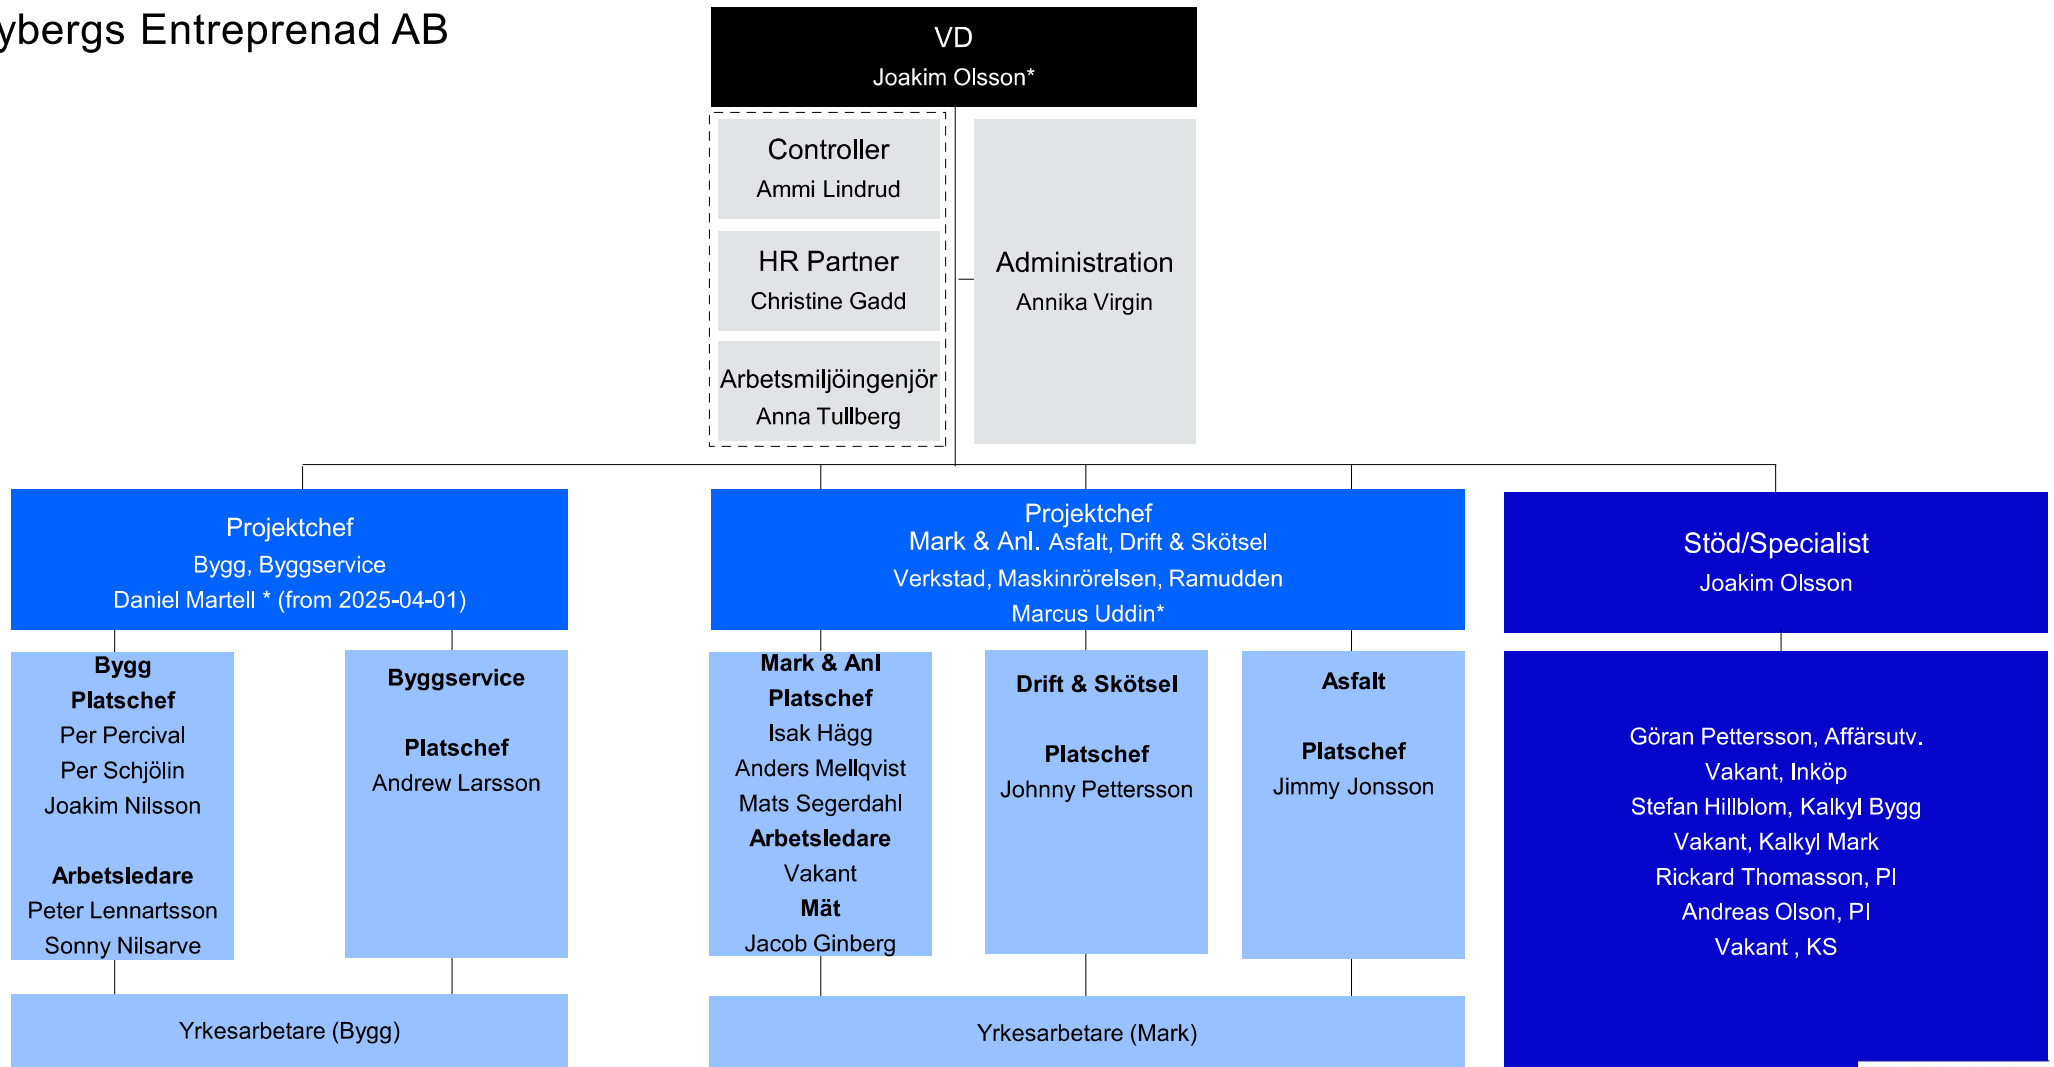 ybergs Entreprenad AB
VD
Joakim Olsson*
Controller
Ammi Lindrud
HR Partner
Christine Gadd
Arbetsmiljöingenjör
Anna Tullberg
Administration
Annika Virgin
Projektchef
Bygg, Byggservice
Daniel Martell * (from 2025-04-01)
Bygg
Platschef
Per Percival
Per Schjölin
Joakim Nilsson
Arbetsledare
Peter Lennartsson
Sonny Nilsarve
Byggservice
Platschef
Andrew Larsson
Yrkesarbetare (Bygg)
Projektchef
Mark & Anl. Asfalt, Drift & Skötsel
Verkstad, Maskinrörelsen, Ramudden
Marcus Uddin*
Mark & Anl
Platschef
Isak Hägg
Anders Mellqvist
Mats Segerdahl
Arbetsledare
Vakant
Mät
Jacob Ginberg
Drift & Skötsel
Platschef
Johnny Pettersson
Asfalt
Platschef
Jimmy Jonsson
Yrkesarbetare (Mark)
Stöd/Specialist
Joakim Olsson
Göran Pettersson, Affärsutv.
Vakant, Inköp
Stefan Hillblom, Kalkyl Bygg
Vakant, Kalkyl Mark
Rickard Thomasson, PI
Andreas Olson, PI
Vakant , KS